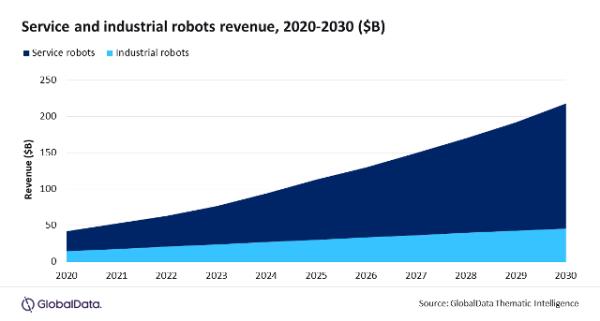 Service and industrial robots revenue, 2020-2030 ($B)
Service robots Industrial robots
250
200
150
100
50
0
Revenue ($B)
2020 2021 2022 2023 2024 2025 2026 2027 2028 2029 2030
GlobalData.
Source: GlobalData Thematic Intelligence